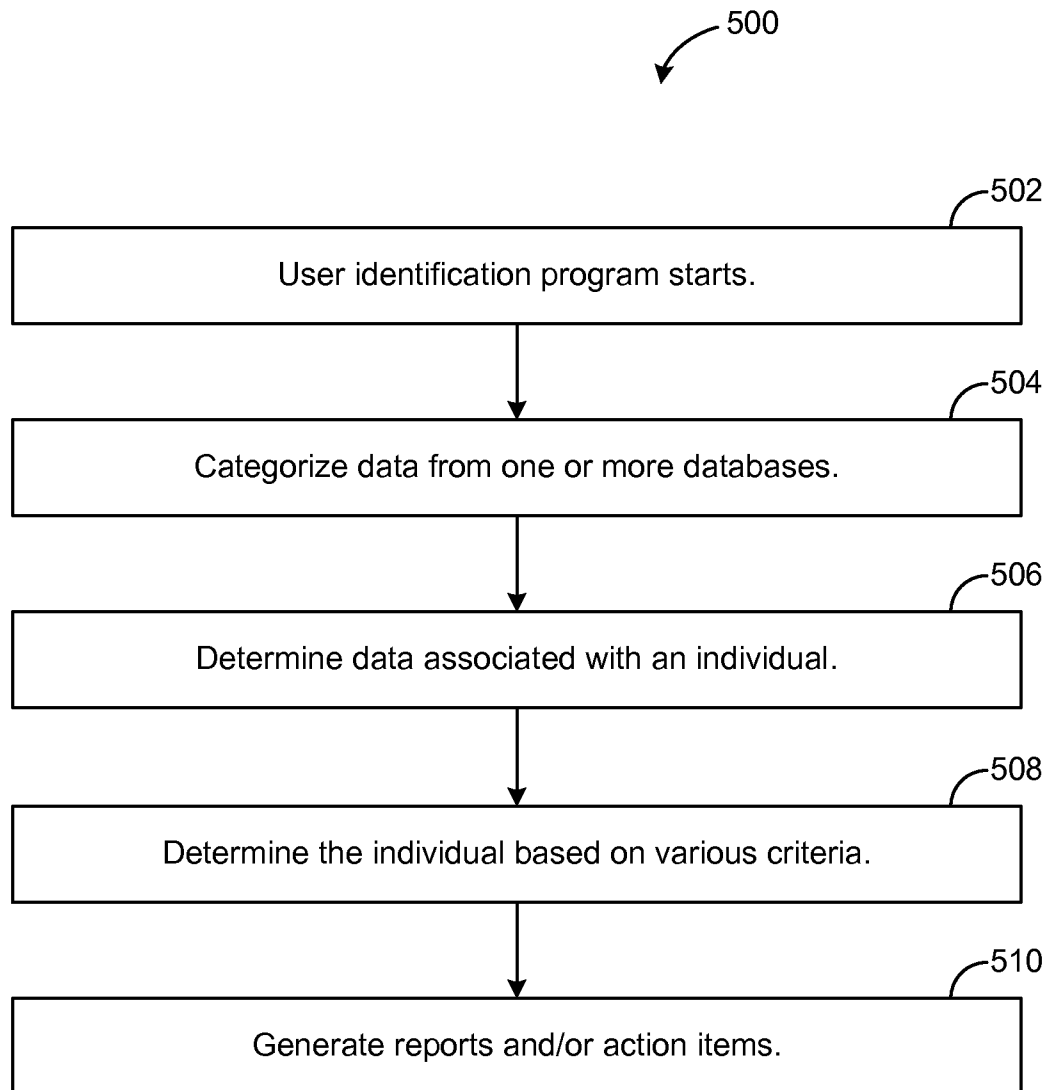 500
502
User identification program starts.
504
Categorize data from one or more databases.
506
Determine data associated with an individual.
508
Determine the individual based on various criteria.
510
Generate reports and/or action items.